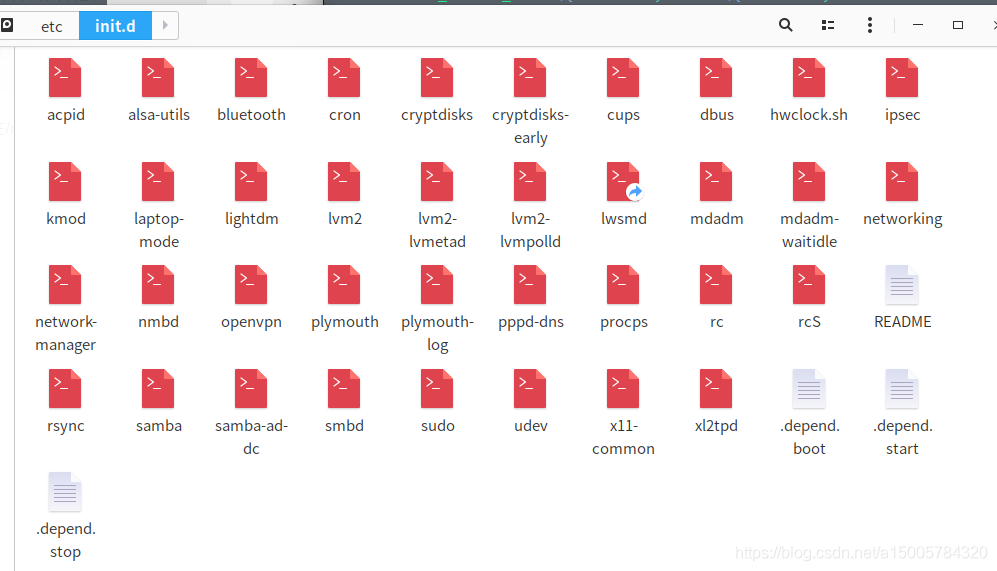 etc init.d
acpid alsa-utils bluetooth cron cryptdisks cryptdisks- cups dbus hwclock.sh ipsec
early
kmod laptop- lightdm lvm2 lvm2- lvm2- lwsmd mdadm mdadm- networking
mode lvmetad lvmpolld waitidle
network- nmbd openvpn plymouth plymouth- pppd-dns procps rc rcS README
manager log
rsync samba samba-ad- smbd sudo udev x11- xl2tpd .depend. .depend.
dc common boot start
.depend.
stop
https://blog.csdn.net/a15005784320